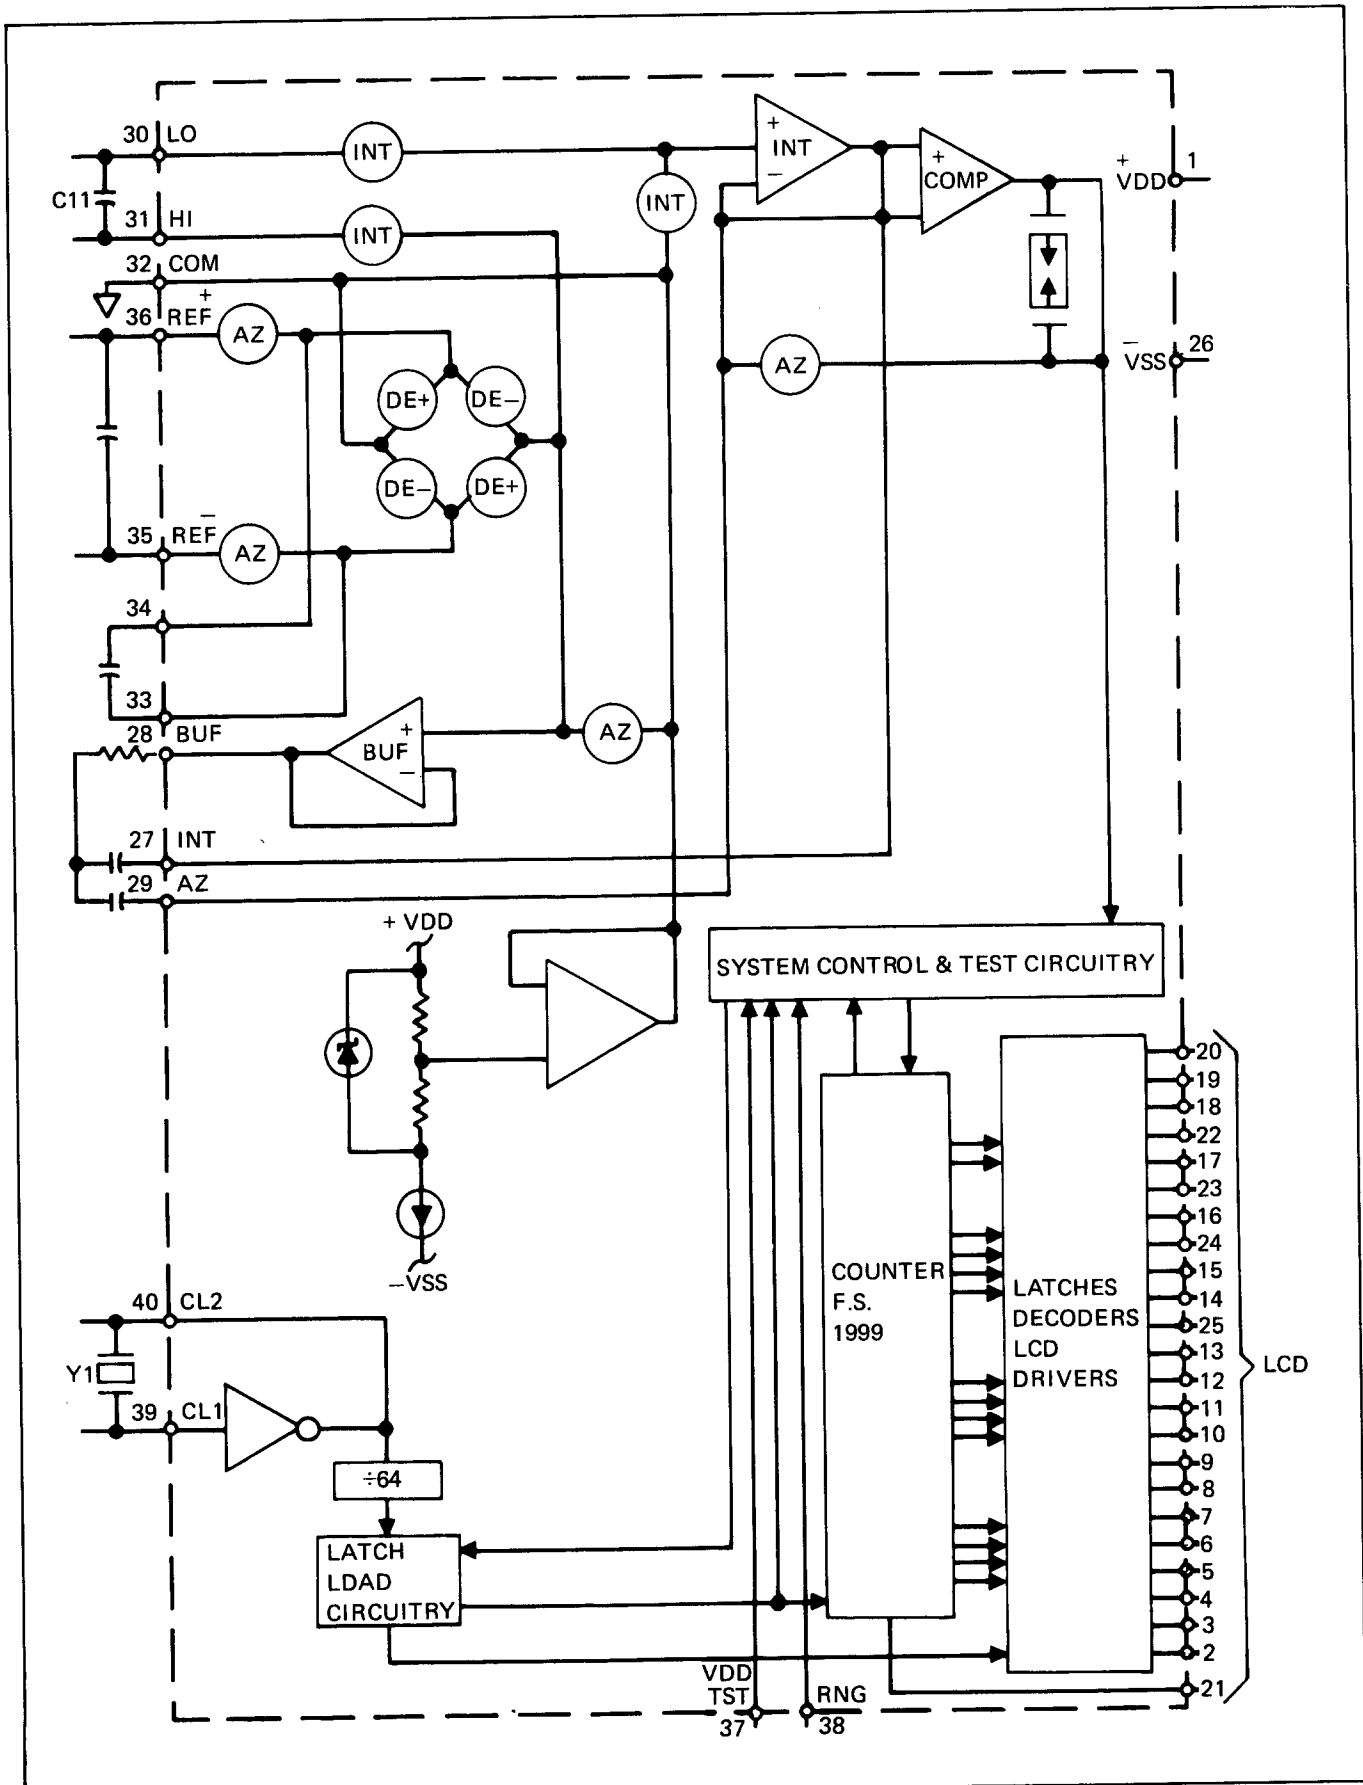 30 LO
INT
+
INT
−
+
COMP
+
VDD
1
C11
INT
31 HI
INT
32 COM
+
36 REF
AZ
AZ
−
VSS
26
DE+
DE−
DE−
DE+
−
35 REF
AZ
34
33
28 BUF
+
BUF
−
AZ
27 INT
29 AZ
+ VDD
SYSTEM CONTROL & TEST CIRCUITRY
−VSS
COUNTER
F.S.
1999
LATCHES
DECODERS
LCD
DRIVERS
20
19
18
22
17
23
16
24
15
14
25
13
12
11
10
9
8
7
6
5
4
3
2
21
LCD
40 CL2
Y1
39 CL1
÷64
LATCH
LDAD
CIRCUITRY
VDD
TST
37
RNG
38